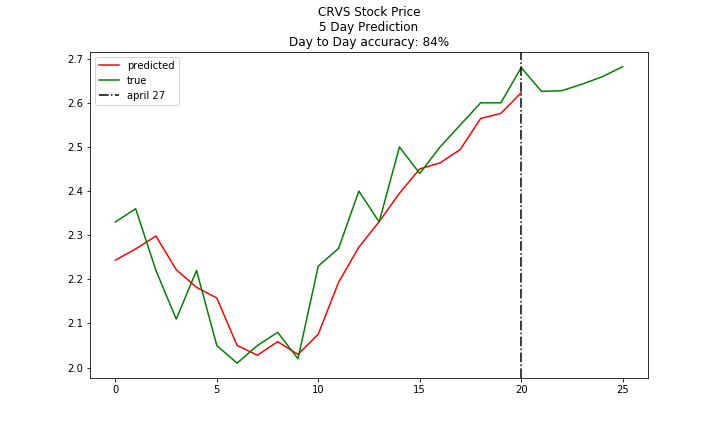 CRVS Stock Price
5 Day Prediction
Day to Day accuracy: 84%
predicted
true
april 27
2.7
2.6
2.5
2.4
2.3
2.2
2.1
2.0
0 5 10 15 20 25